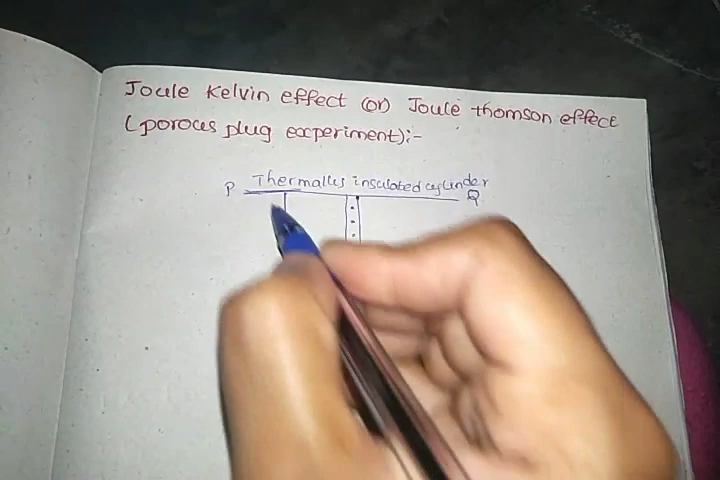 Joule Kelvin effect (or) Joule thomson effect
(porous plug experiment):-
Thermally insulated cylinder
P Q